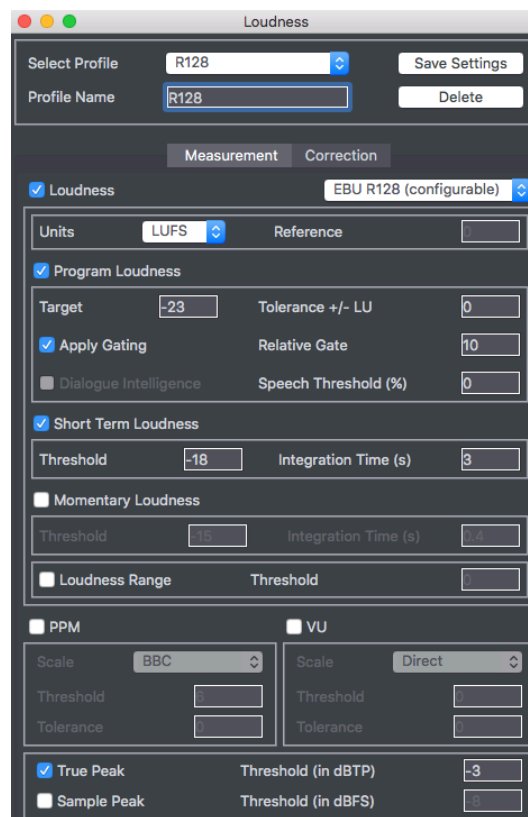 Loudness
Select Profile R128 Save Settings
Profile Name R128 Delete
Measurement Correction
Loudness EBU R128 (configurable)
Units LUFS Reference 0
Program Loudness
Target -23 Tolerance +/- LU 0
Apply Gating Relative Gate 10
Dialogue Intelligence Speech Threshold (%) 0
Short Term Loudness
Threshold -18 Integration Time (s) 3
Momentary Loudness
Threshold -15 Integration Time (s) 0.4
Loudness Range Threshold 0
PPM VU
Scale BBC Scale Direct
Threshold 6 Threshold 0
Tolerance 0 Tolerance 0
True Peak Threshold (in dBTP) -3
Sample Peak Threshold (in dBFS) -8